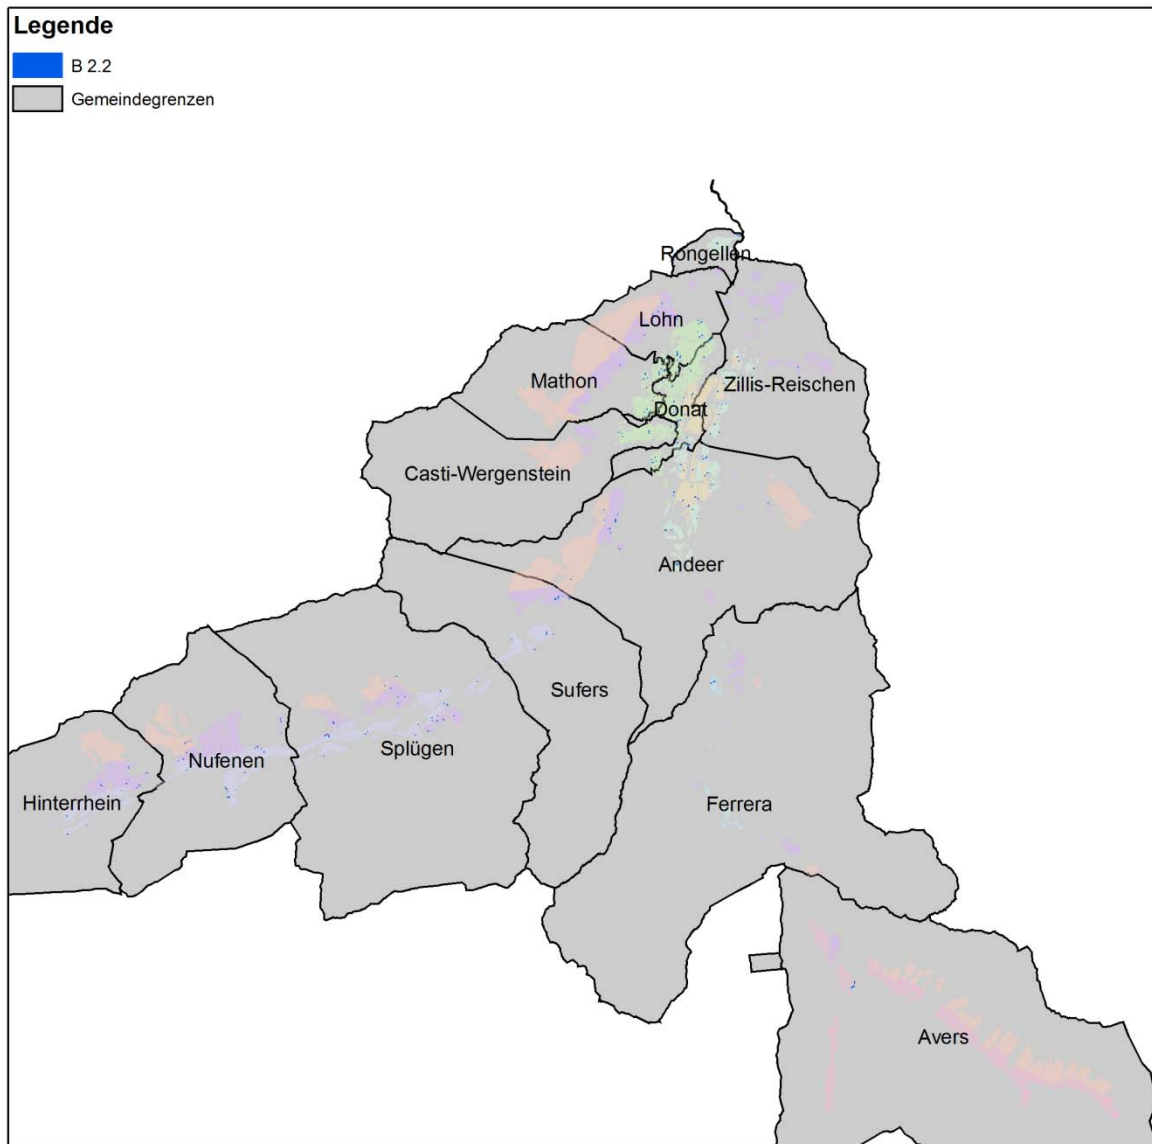 Legende
B 2.2
Gemeindegrenzen
Rongellen
Lohn
Mathon
Zillis-Reischen
Donat
Casti-Wergenstein
Andeer
Sufers
Splügen
Nufenen
Hinterrhein
Ferrera
Avers